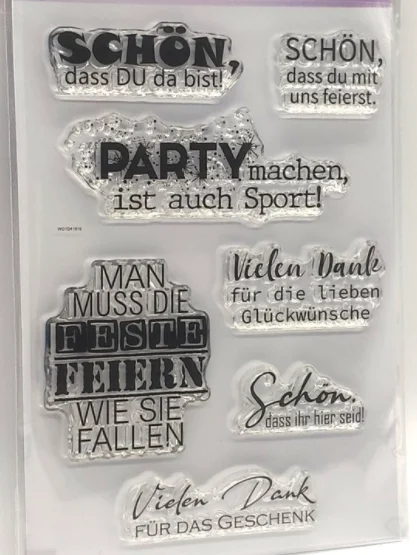 SCHÖN,
dass DU da bist!
SCHÖN,
dass du mit
uns feierst.
PARTY machen,
ist auch Sport!
MAN
MUSS DIE
FESTE
FEIERN
WIE SIE
FALLEN
Vielen Dank
für die lieben
Glückwünsche
Schön,
dass ihr hier seid!
Vielen Dank
FÜR DAS GESCHENK